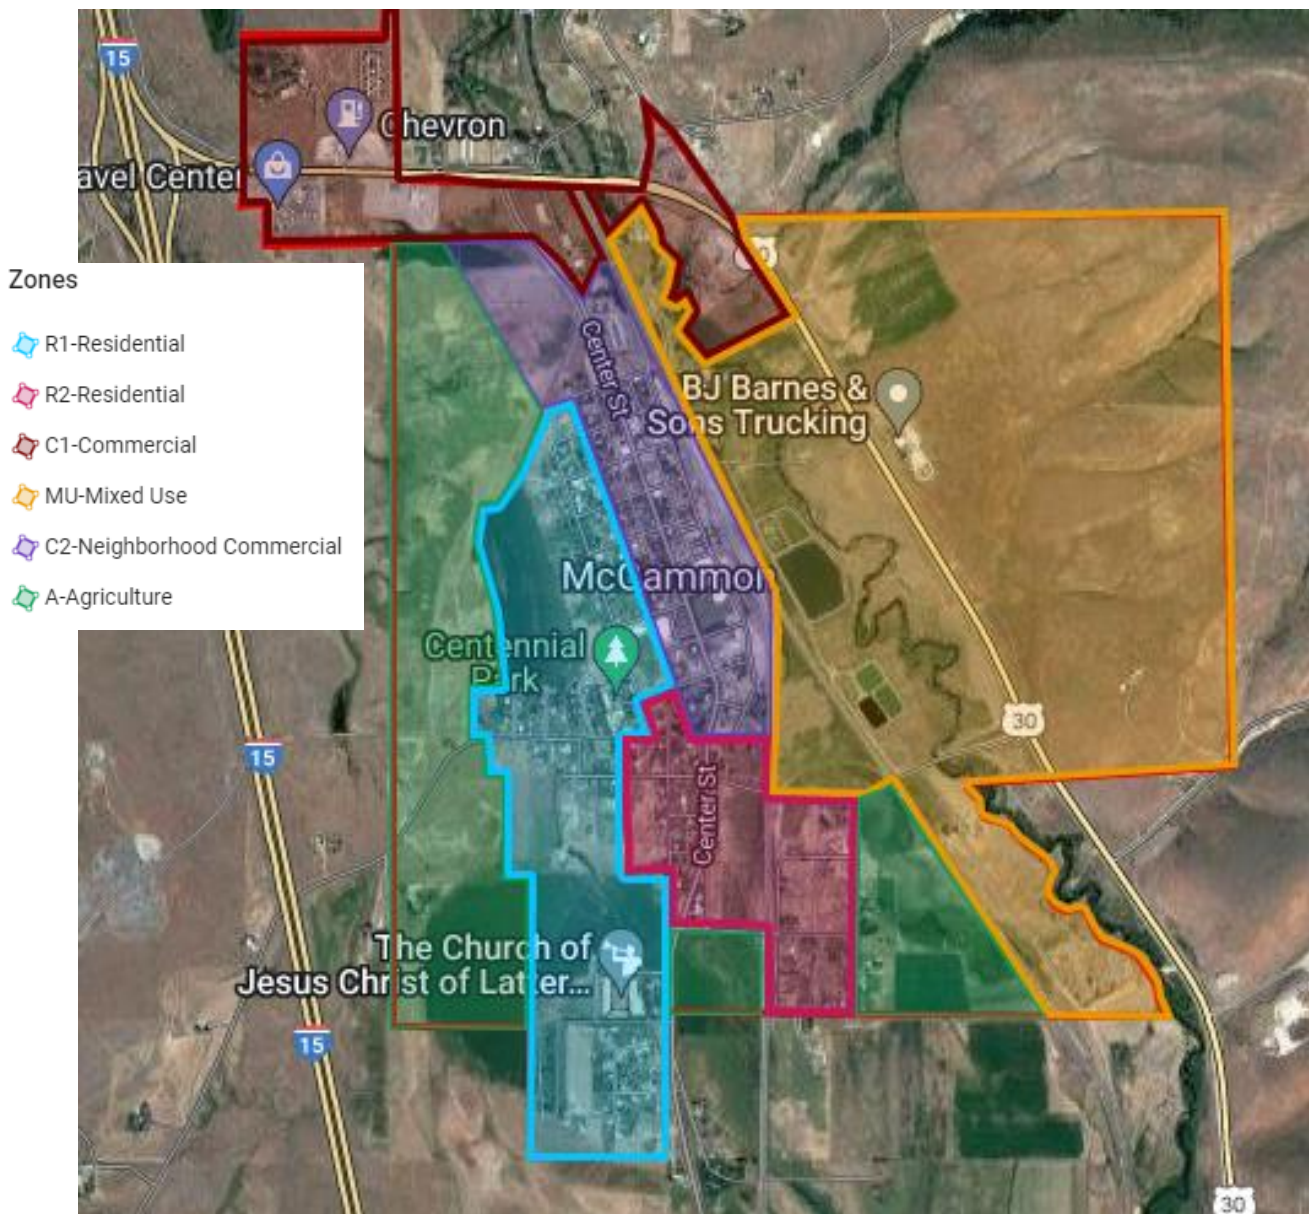 15
Chevron
avel Center
Zones
R1-Residential
R2-Residential
C1-Commercial
MU-Mixed Use
C2-Neighborhood Commercial
A-Agriculture
0
Center St
BJ Barnes &
Sons Trucking
McCammon
Centennial
Park
30
15
Center St
The Church of
Jesus Christ of Latter...
15
30